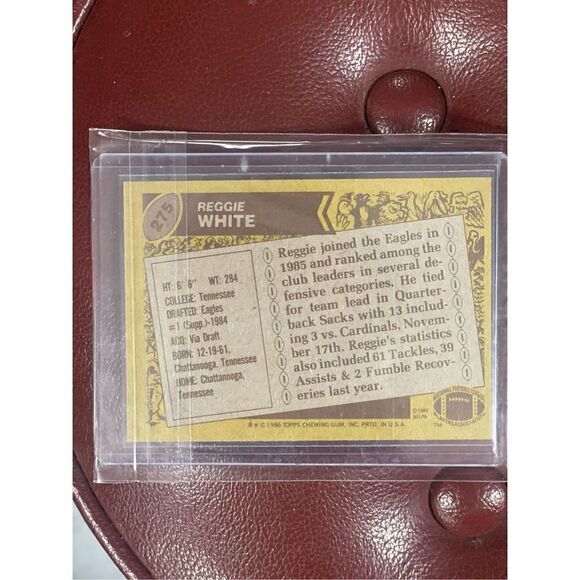 275
REGGIE
WHITE
HT: 6' 6" WT: 284
COLLEGE: Tennessee
DRAFTED: Eagles
#1 (Supp.)-1984
ACQ: Via Draft
BORN: 12-19-61,
Chattanooga, Tennessee
HOME: Chattanooga,
Tennessee
Reggie joined the Eagles in
1985 and ranked among the
club leaders in several de-
fensive categories. He tied
for team lead in Quarter-
back Sacks with 13 includ-
ing 3 vs. Cardinals, Novem-
ber 17th. Reggie's statistics
also included 61 Tackles, 39
Assists & 2 Fumble Recov-
eries last year.
©1986
NFLPA
TM
® © 1986 TOPPS CHEWING GUM, INC. PRTD. IN U.S.A.